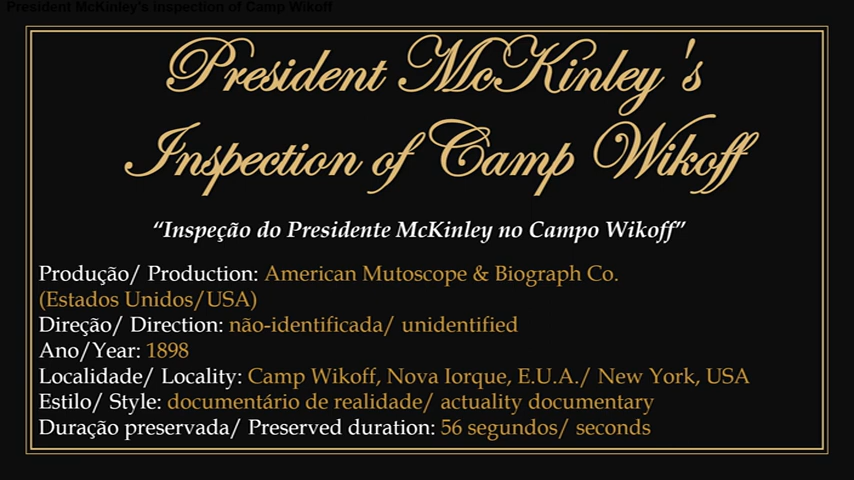 President McKinley's inspection of Camp Wikoff
President McKinley's
Inspection of Camp Wikoff
“Inspeção do Presidente McKinley no Campo Wikoff”
Produção/ Production: American Mutoscope & Biograph Co.
(Estados Unidos/USA)
Direção/ Direction: não-identificada/ unidentified
Ano/Year: 1898
Localidade/ Locality: Camp Wikoff, Nova Iorque, E.U.A./ New York, USA
Estilo/ Style: documentário de realidade/ actuality documentary
Duração preservada/ Preserved duration: 56 segundos/ seconds